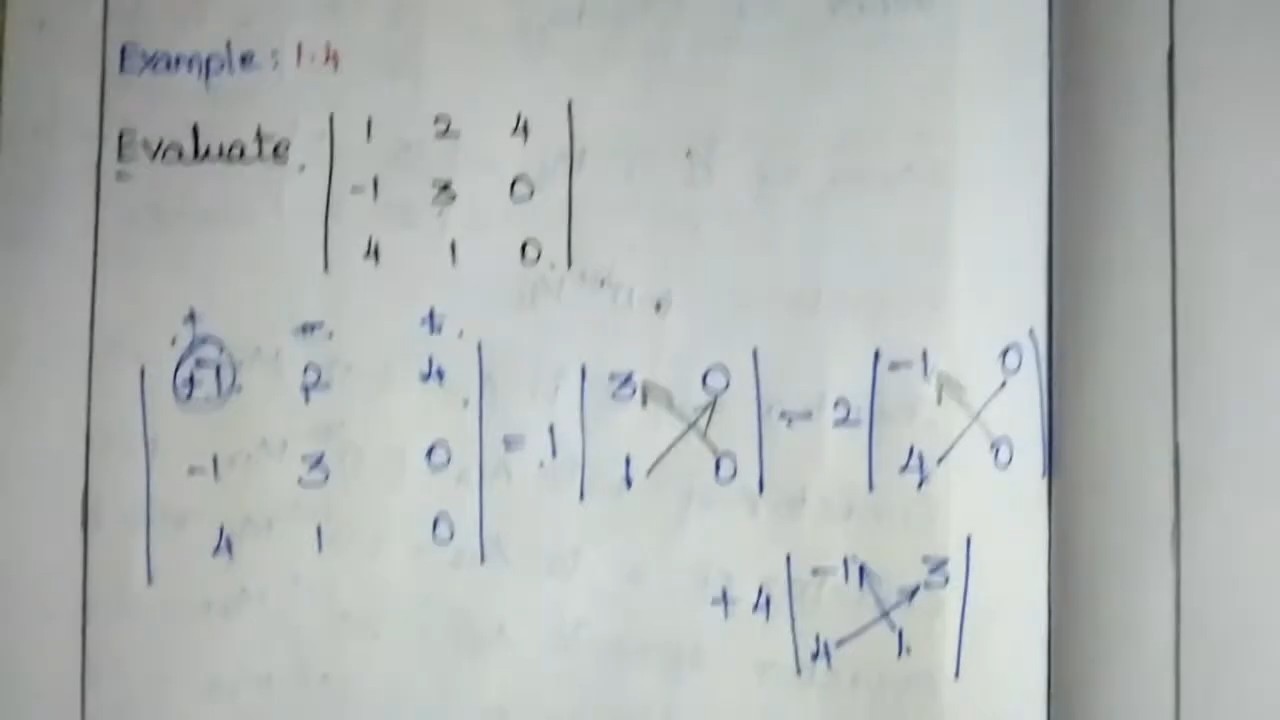 Example: 1.4
Evaluate. | 1 2 4 |
| -1 3 0 |
| 4 1 0 |
+ - +
| 1 2 4 | = 1 | 3 0 | - 2 | -1 0 |
| -1 3 0 | | 1 0 | | 4 0 |
| 4 1 0 |
+ 4 | -1 3 |
| 4 1 |